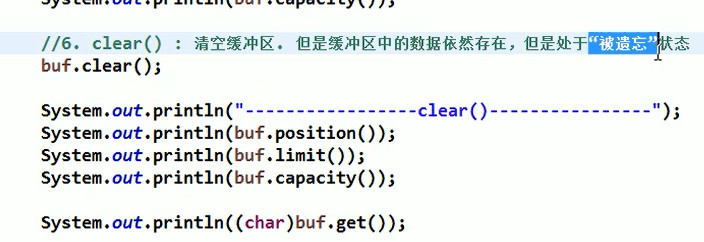 System.out.println(buf.capacity());
//6. clear() : 清空缓冲区. 但是缓冲区中的数据依然存在，但是处于“被遗忘”状态
buf.clear();
System.out.println("-----------------clear()----------------");
System.out.println(buf.position());
System.out.println(buf.limit());
System.out.println(buf.capacity());
System.out.println((char)buf.get());